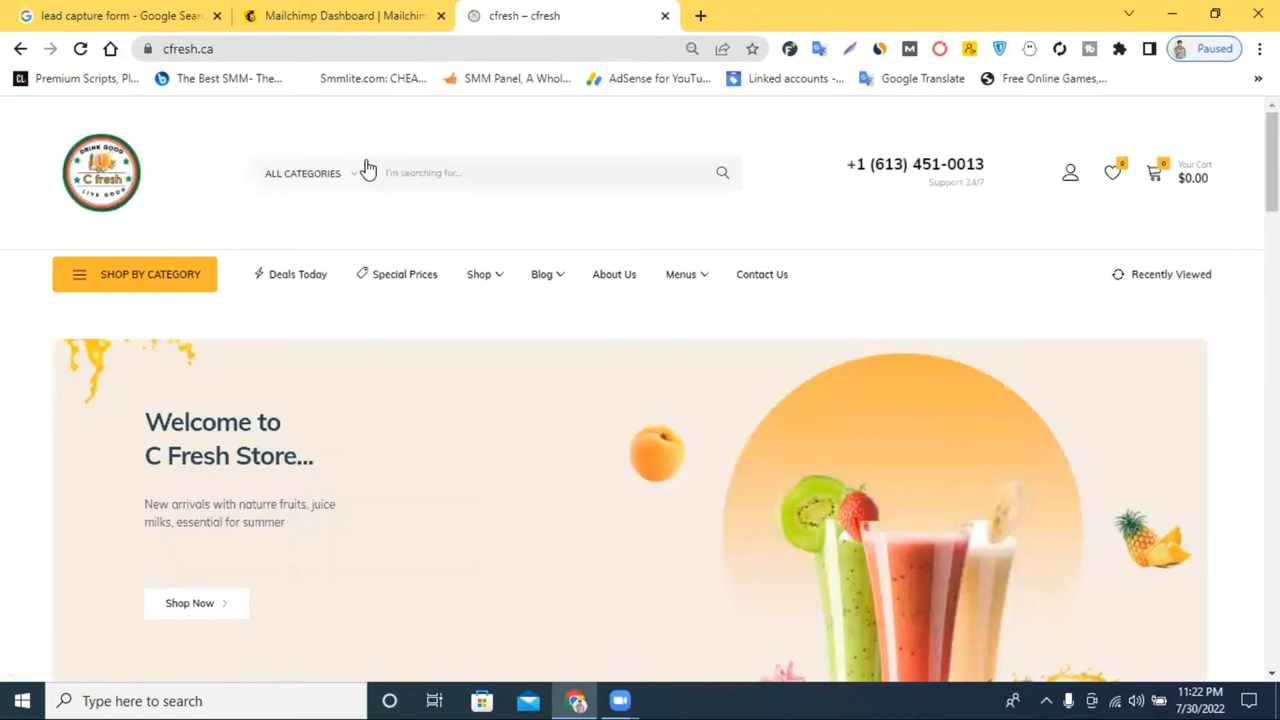 lead capture form - Google Sear
Mailchimp Dashboard | Mailchim
cfresh – cfresh
cfresh.ca
Paused
Premium Scripts, Pl...
The Best SMM- The...
Smmlite.com: CHEA...
SMM Panel, A Whol...
AdSense for YouTu...
Linked accounts -...
Google Translate
Free Online Games,...
DRINK GOOD
C fresh
LIVE GOOD
ALL CATEGORIES
I'm searching for...
+1 (613) 451-0013
Support 24/7
0
0
Your Cart
$0.00
SHOP BY CATEGORY
Deals Today
Special Prices
Shop
Blog
About Us
Menus
Contact Us
Recently Viewed
Welcome to
C Fresh Store...
New arrivals with naturre fruits, juice
milks, essential for summer
Shop Now
Type here to search
11:22 PM
7/30/2022